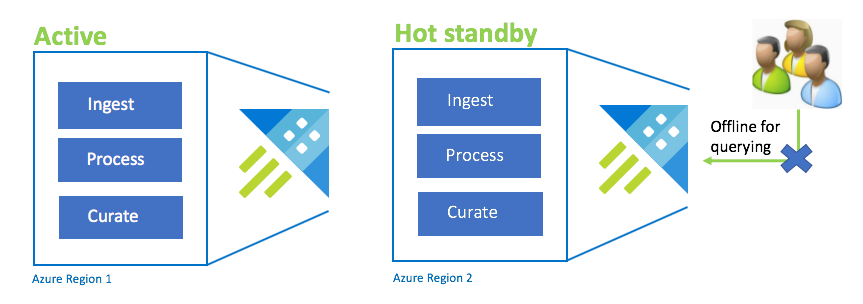 Active
Ingest
Process
Curate
Azure Region 1
Hot standby
Ingest
Process
Curate
Azure Region 2
Offline for
querying